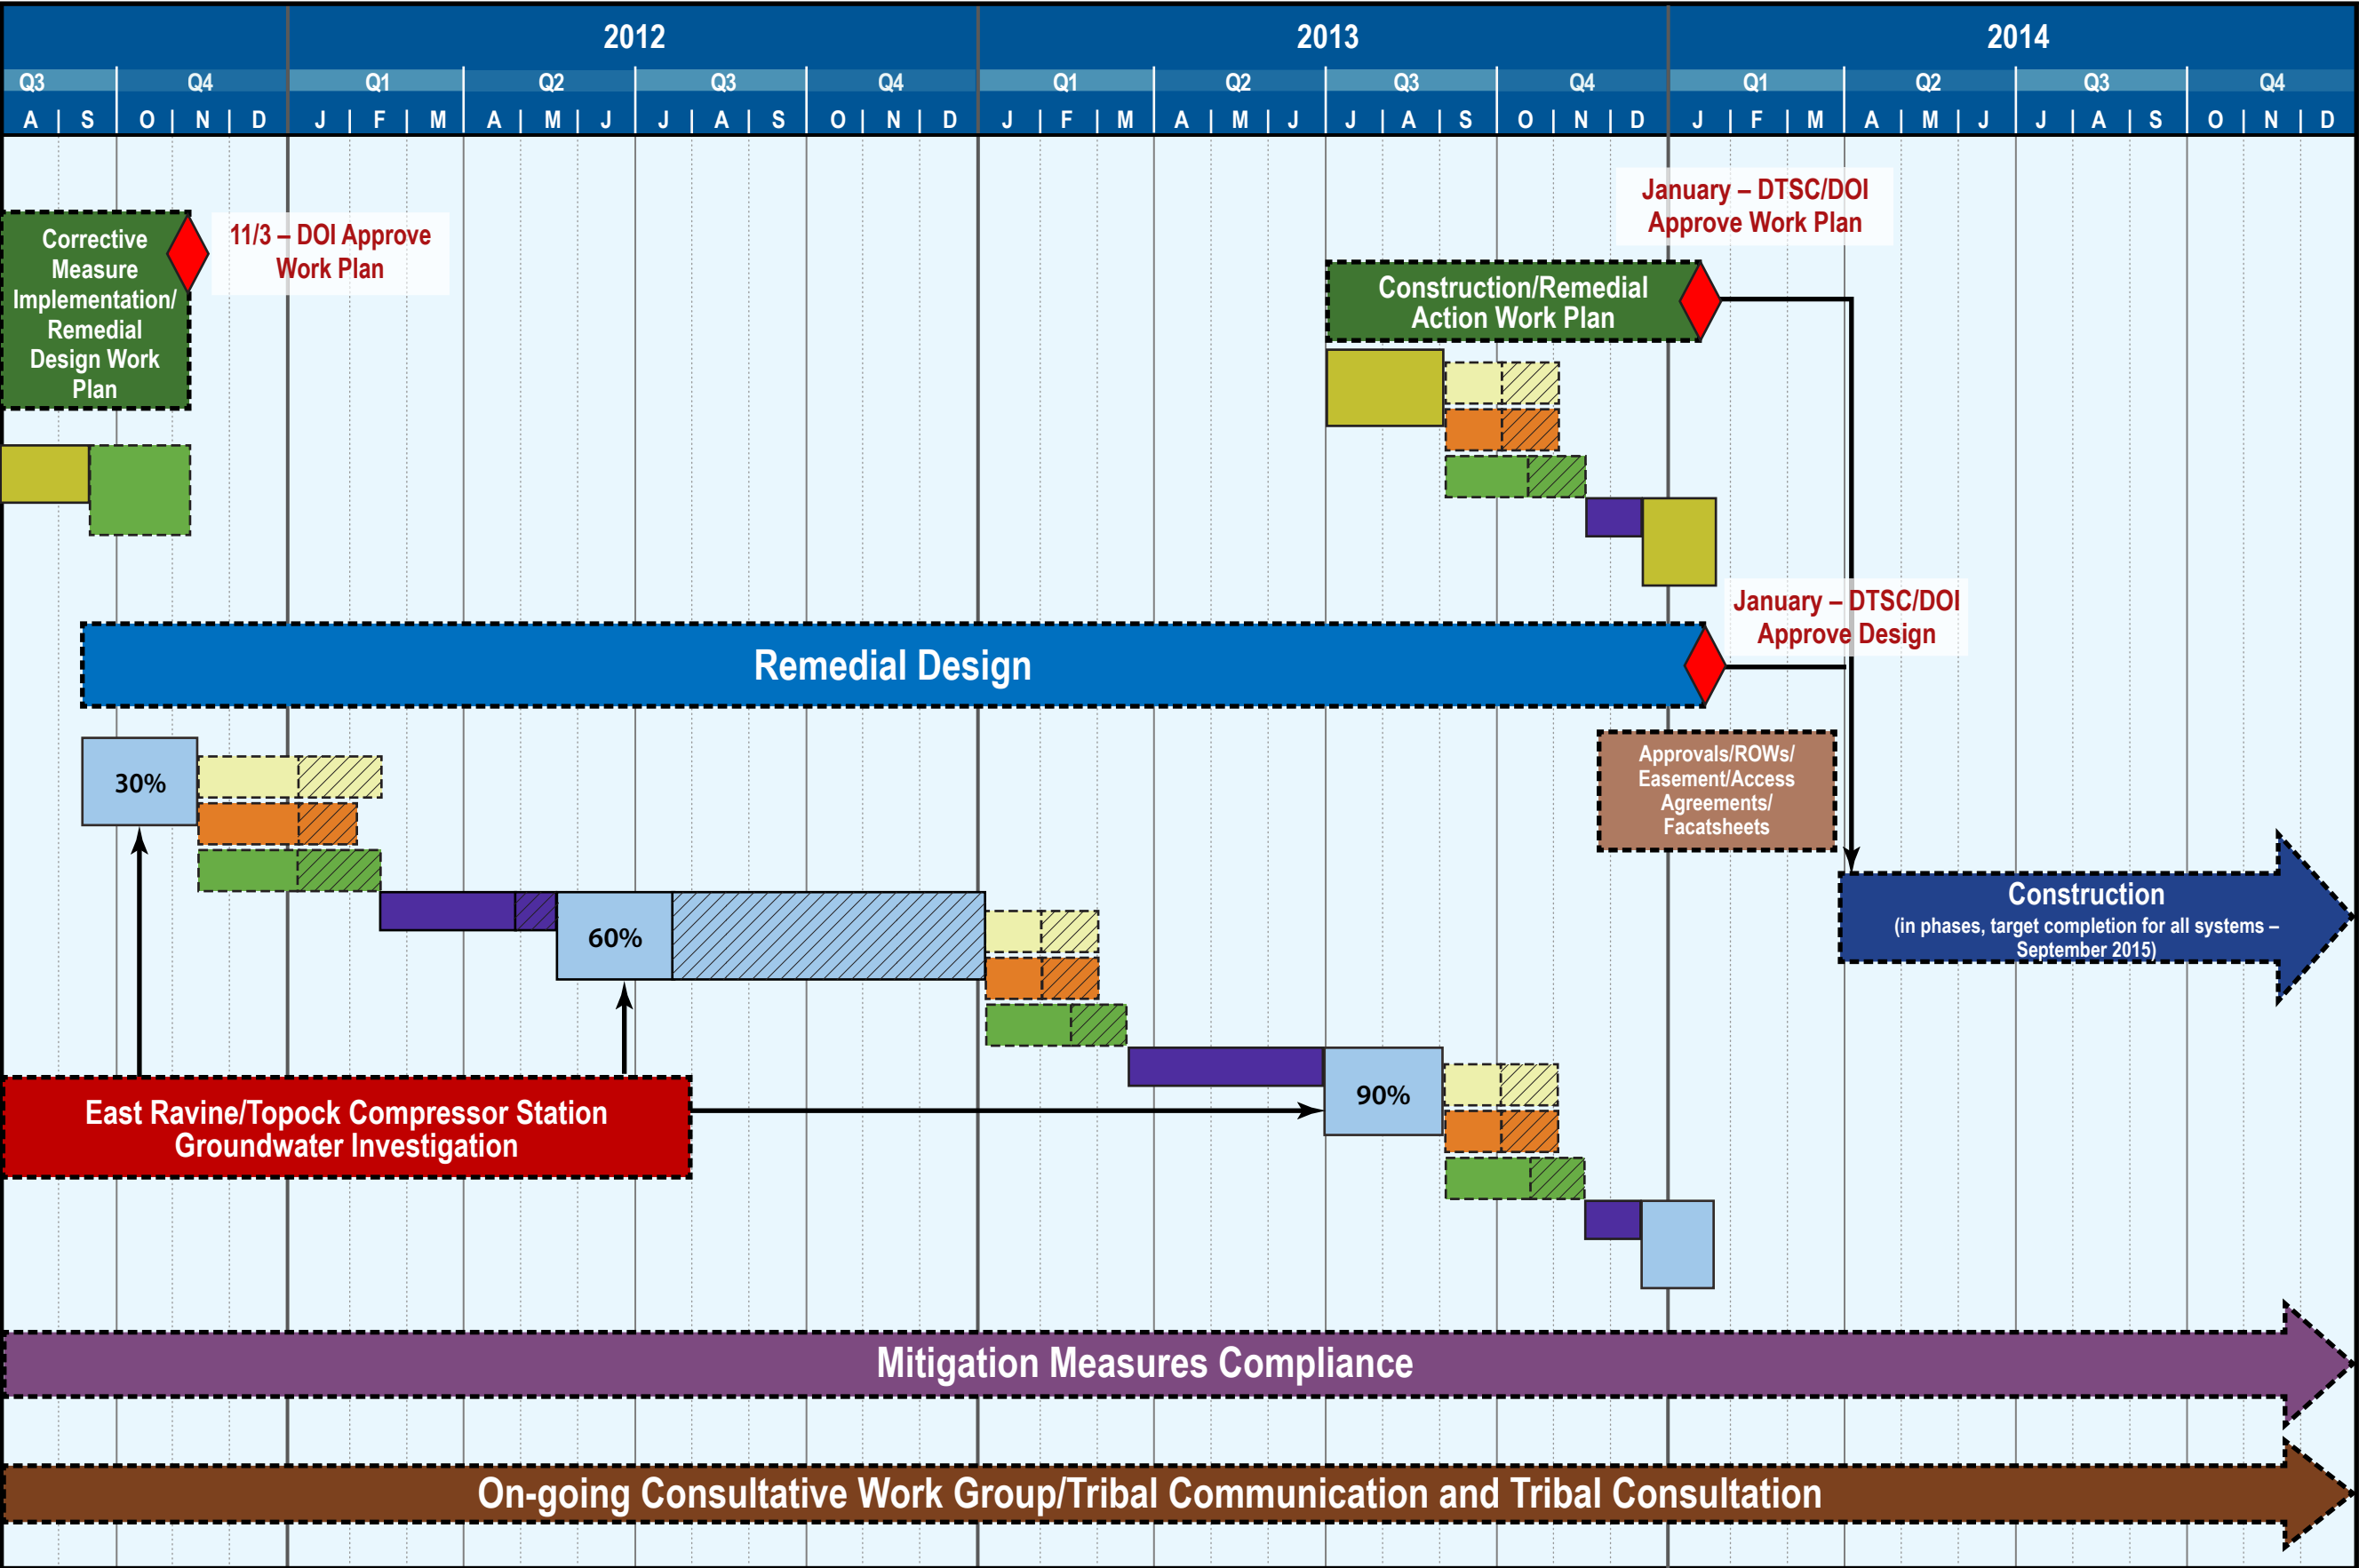 2012 2013 2014
Q3 Q4 Q1 Q2 Q3 Q4 Q1 Q2 Q3 Q4 Q1 Q2 Q3 Q4
A S O N D J F M A M J J A S O N D J F M A M J J A S O N D J F M A M J J A S O N D
January – DTSC/DOI
Approve Work Plan
11/3 – DOI Approve
Work Plan
Corrective
Measure
Implementation/
Remedial
Design Work
Plan
Construction/Remedial
Action Work Plan
January – DTSC/DOI
Approve Design
Remedial Design
30%
Approvals/ROWs/
Easement/Access
Agreements/
Facatsheets
Construction
(in phases, target completion for all systems –
September 2015)
60%
90%
East Ravine/Topock Compressor Station
Groundwater Investigation
Mitigation Measures Compliance
On-going Consultative Work Group/Tribal Communication and Tribal Consultation